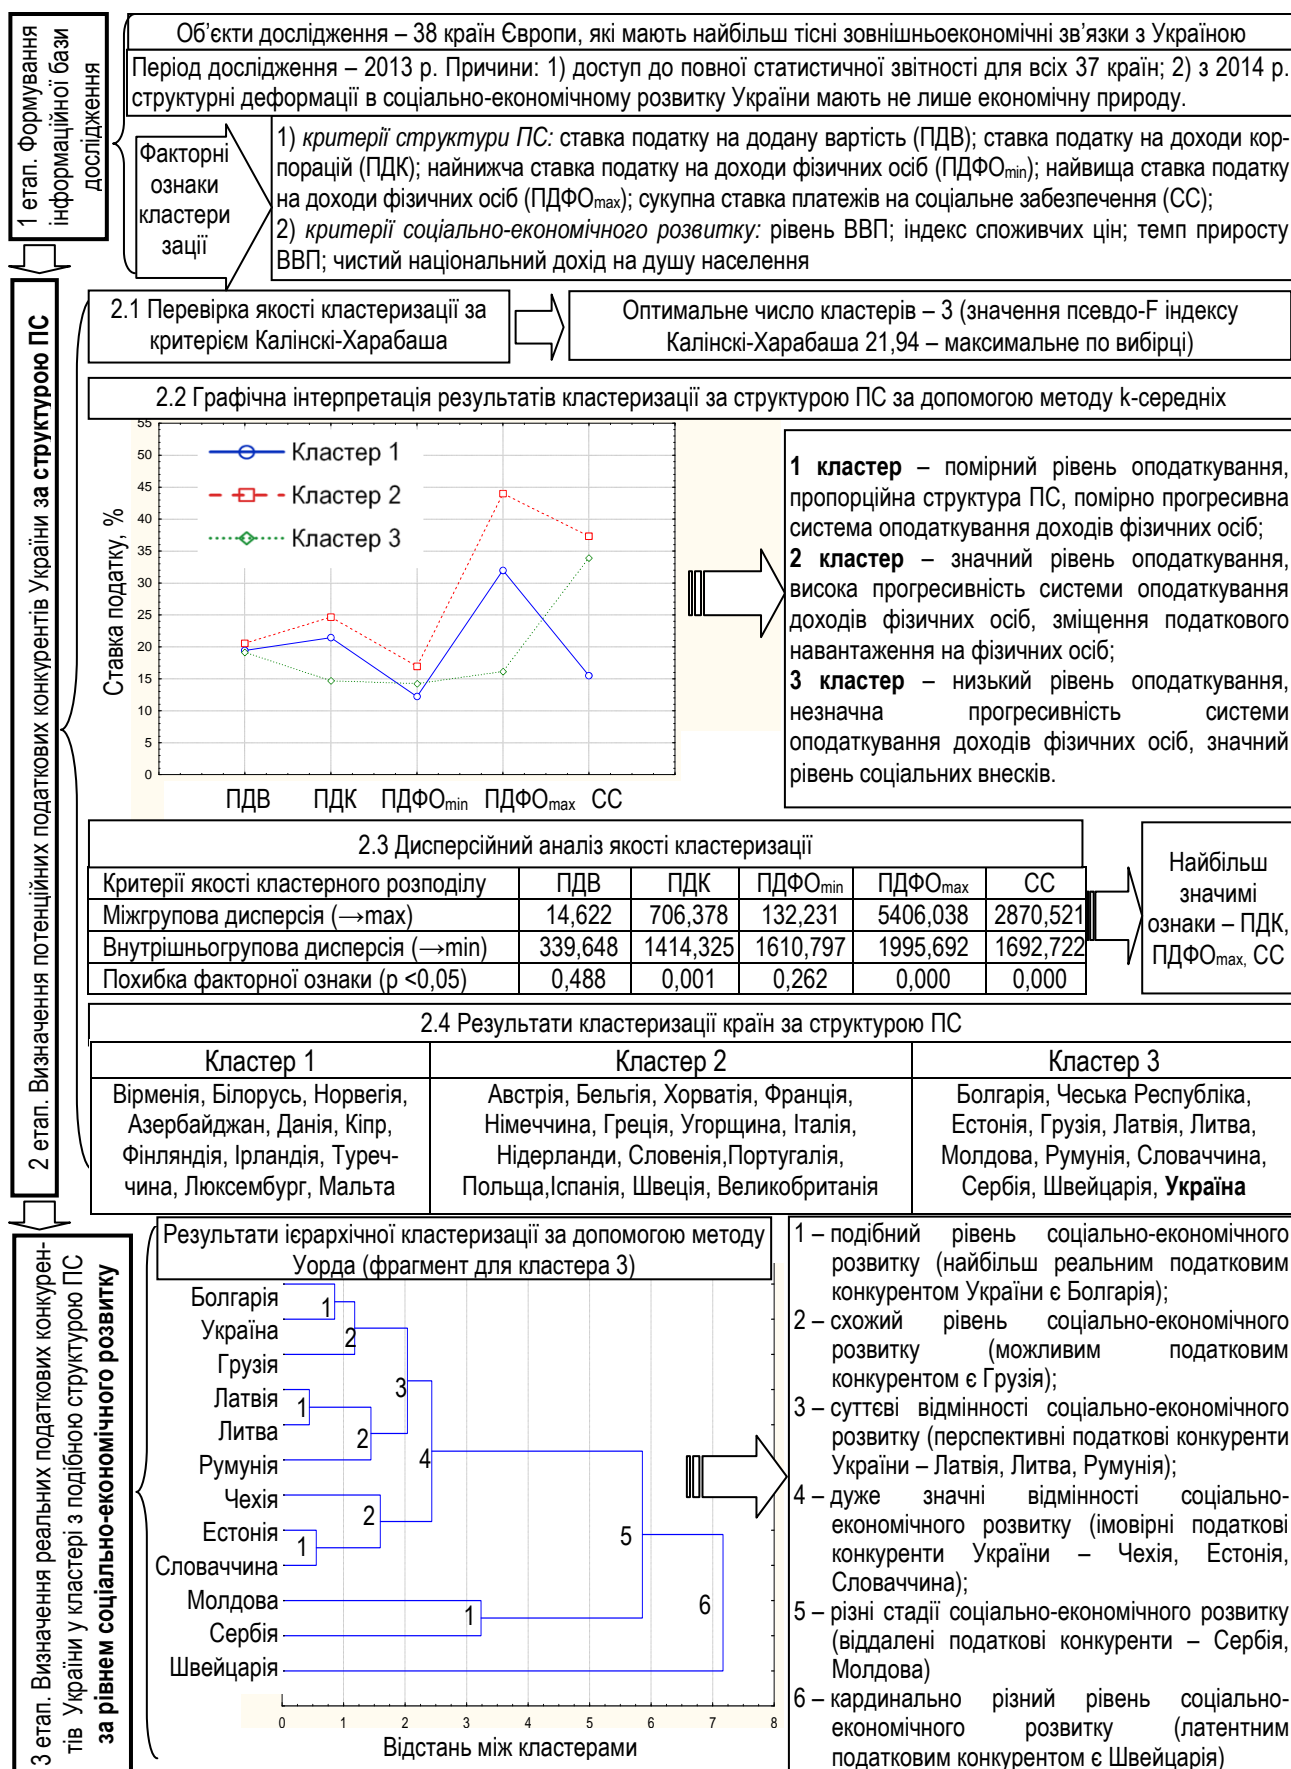 1 етап. Формування
інформаційної бази
дослідження
Об’єкти дослідження – 38 країн Європи, які мають найбільш тісні зовнішньоекономічні зв’язки з Україною
Період дослідження – 2013 р. Причини: 1) доступ до повної статистичної звітності для всіх 37 країн; 2) з 2014 р.
структурні деформації в соціально-економічному розвитку України мають не лише економічну природу.
Факторні
ознаки
кластери
зації
1) критерії структури ПС: ставка податку на додану вартість (ПДВ); ставка податку на доходи кор-
порацій (ПДК); найнижча ставка податку на доходи фізичних осіб (ПДФОmin); найвища ставка податку
на доходи фізичних осіб (ПДФОmax); сукупна ставка платежів на соціальне забезпечення (СС);
2) критерії соціально-економічного розвитку: рівень ВВП; індекс споживчих цін; темп приросту
ВВП; чистий національний дохід на душу населення
2 етап. Визначення потенційних податкових конкурентів України за структурою ПС
2.1 Перевірка якості кластеризації за
критерієм Калінскі-Харабаша
Оптимальне число кластерів – 3 (значення псевдо-F індексу
Калінскі-Харабаша 21,94 – максимальне по вибірці)
2.2 Графічна інтерпретація результатів кластеризації за структурою ПС за допомогою методу k-середніх
Ставка податку, %
55
50
45
40
35
30
25
20
15
10
5
0
Кластер 1
Кластер 2
Кластер 3
ПДВ ПДК ПДФОmin ПДФОmax СС
1 кластер – помірний рівень оподаткування,
пропорційна структура ПС, помірно прогресивна
система оподаткування доходів фізичних осіб;
2 кластер – значний рівень оподаткування,
висока прогресивність системи оподаткування
доходів фізичних осіб, зміщення податкового
навантаження на фізичних осіб;
3 кластер – низький рівень оподаткування,
незначна прогресивність системи
оподаткування доходів фізичних осіб, значний
рівень соціальних внесків.
2.3 Дисперсійний аналіз якості кластеризації
Критерії якості кластерного розподілу ПДВ ПДК ПДФОmin ПДФОmax СС
Міжгрупова дисперсія (→max) 14,622 706,378 132,231 5406,038 2870,521
Внутрішньогрупова дисперсія (→min) 339,648 1414,325 1610,797 1995,692 1692,722
Похибка факторної ознаки (p <0,05) 0,488 0,001 0,262 0,000 0,000
Найбільш
значимі
ознаки – ПДК,
ПДФОmax, СС
2.4 Результати кластеризації країн за структурою ПС
Кластер 1 Кластер 2 Кластер 3
Вірменія, Білорусь, Норвегія,
Азербайджан, Данія, Кіпр,
Фінляндія, Ірландія, Туреч-
чина, Люксембург, Мальта
Австрія, Бельгія, Хорватія, Франція,
Німеччина, Греція, Угорщина, Італія,
Нідерланди, Словенія,Португалія,
Польща,Іспанія, Швеція, Великобританія
Болгарія, Чеська Республіка,
Естонія, Грузія, Латвія, Литва,
Молдова, Румунія, Словаччина,
Сербія, Швейцарія, Україна
3 етап. Визначення реальних податкових конкурен-
тів України у кластері з подібною структурою ПС
за рівнем соціально-економічного розвитку
Результати ієрархічної кластеризації за допомогою методу
Уорда (фрагмент для кластера 3)
Болгарія
Україна
Грузія
Латвія
Литва
Румунія
Чехія
Естонія
Словаччина
Молдова
Сербія
Швейцарія
1
2
3
1
2
4
2
1
5
1
6
0 1 2 3 4 5 6 7 8
Відстань між кластерами
1 – подібний рівень соціально-економічного
розвитку (найбільш реальним податковим
конкурентом України є Болгарія);
2 – схожий рівень соціально-економічного
розвитку (можливим податковим
конкурентом є Грузія);
3 – суттєві відмінності соціально-економічного
розвитку (перспективні податкові конкуренти
України – Латвія, Литва, Румунія);
4 – дуже значні відмінності соціально-
економічного розвитку (імовірні податкові
конкуренти України – Чехія, Естонія,
Словаччина);
5 – різні стадії соціально-економічного розвитку
(віддалені податкові конкуренти – Сербія,
Молдова)
6 – кардинально різний рівень соціально-
економічного розвитку (латентним
податковим конкурентом є Швейцарія)